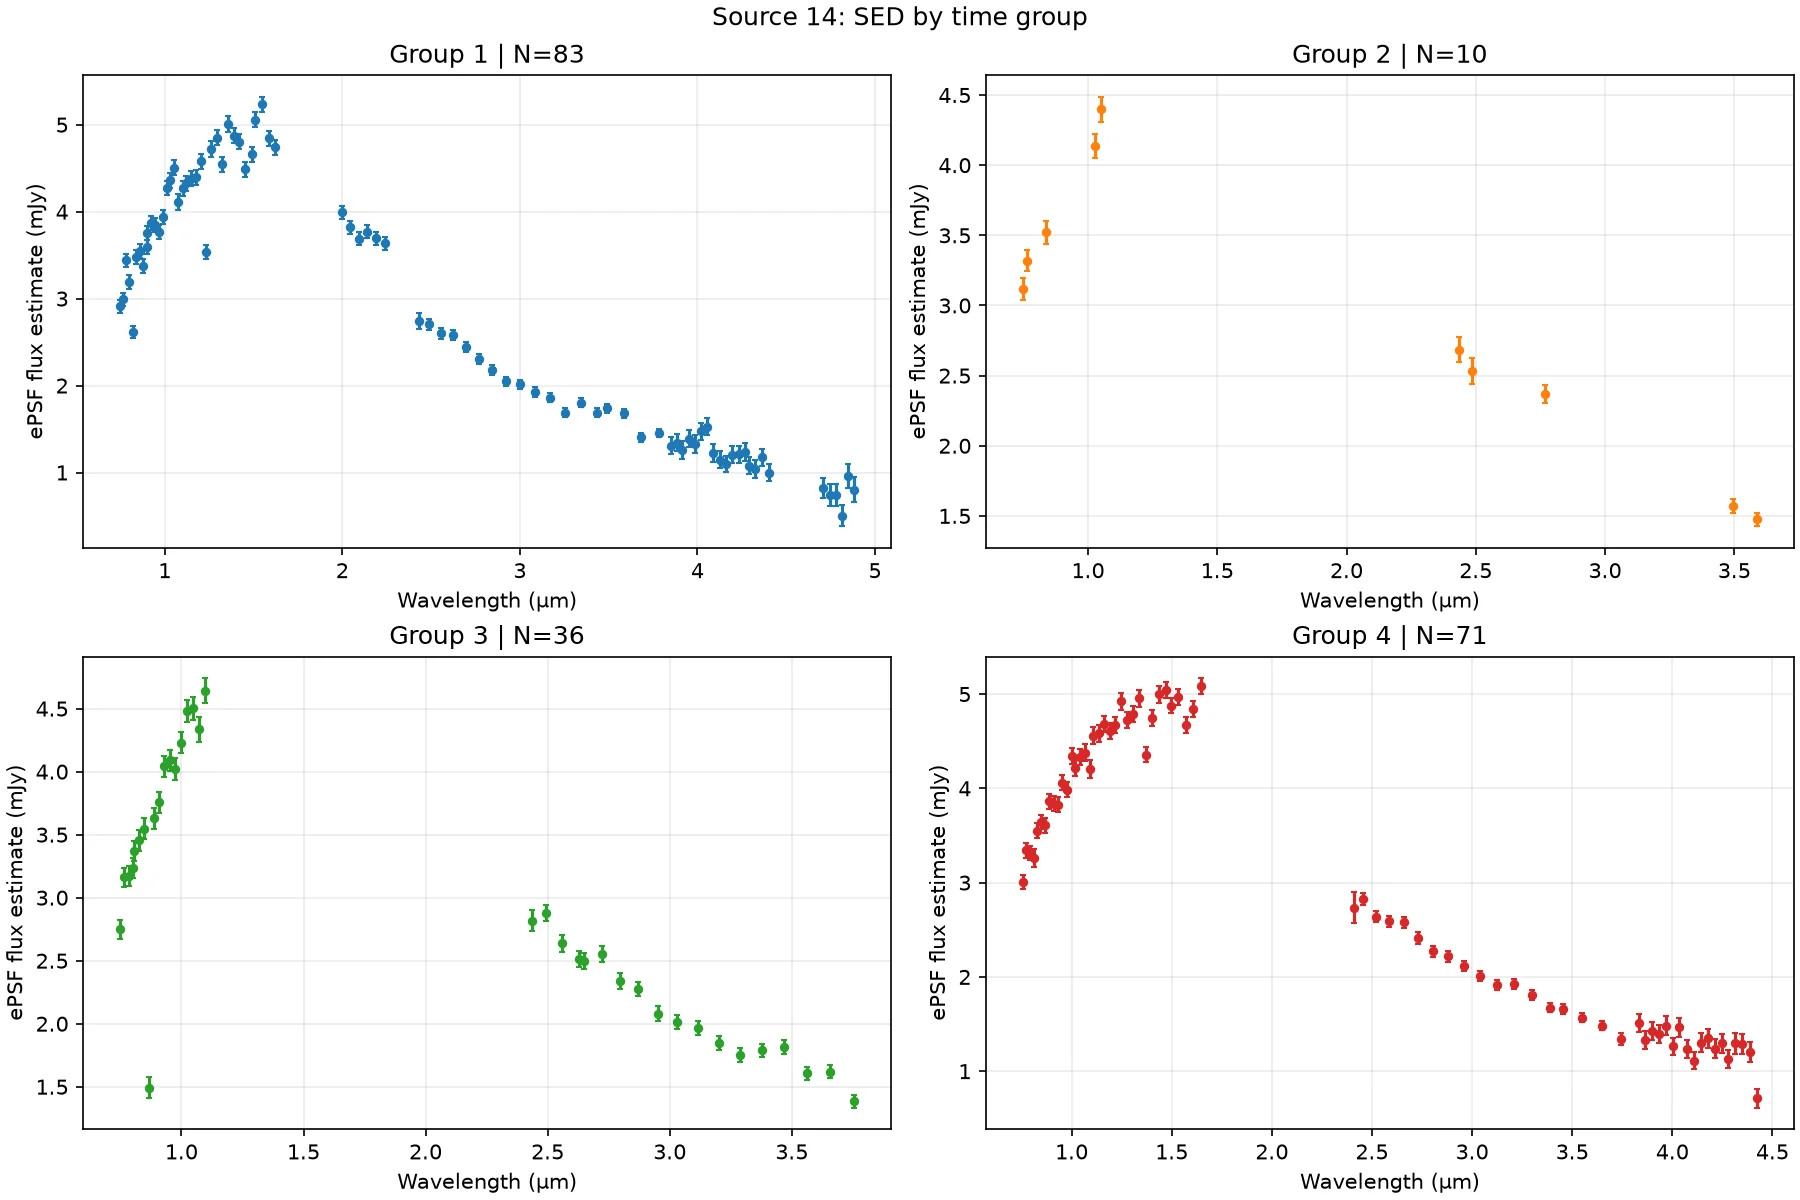 Source 14: SED by time group
Group 1 | N=83
ePSF flux estimate (mJy)
5
4
3
2
1
1 2 3 4 5
Wavelength (μm)
Group 2 | N=10
ePSF flux estimate (mJy)
4.5
4.0
3.5
3.0
2.5
2.0
1.5
1.0 1.5 2.0 2.5 3.0 3.5
Wavelength (μm)
Group 3 | N=36
ePSF flux estimate (mJy)
4.5
4.0
3.5
3.0
2.5
2.0
1.5
1.0 1.5 2.0 2.5 3.0 3.5
Wavelength (μm)
Group 4 | N=71
ePSF flux estimate (mJy)
5
4
3
2
1
1.0 1.5 2.0 2.5 3.0 3.5 4.0 4.5
Wavelength (μm)